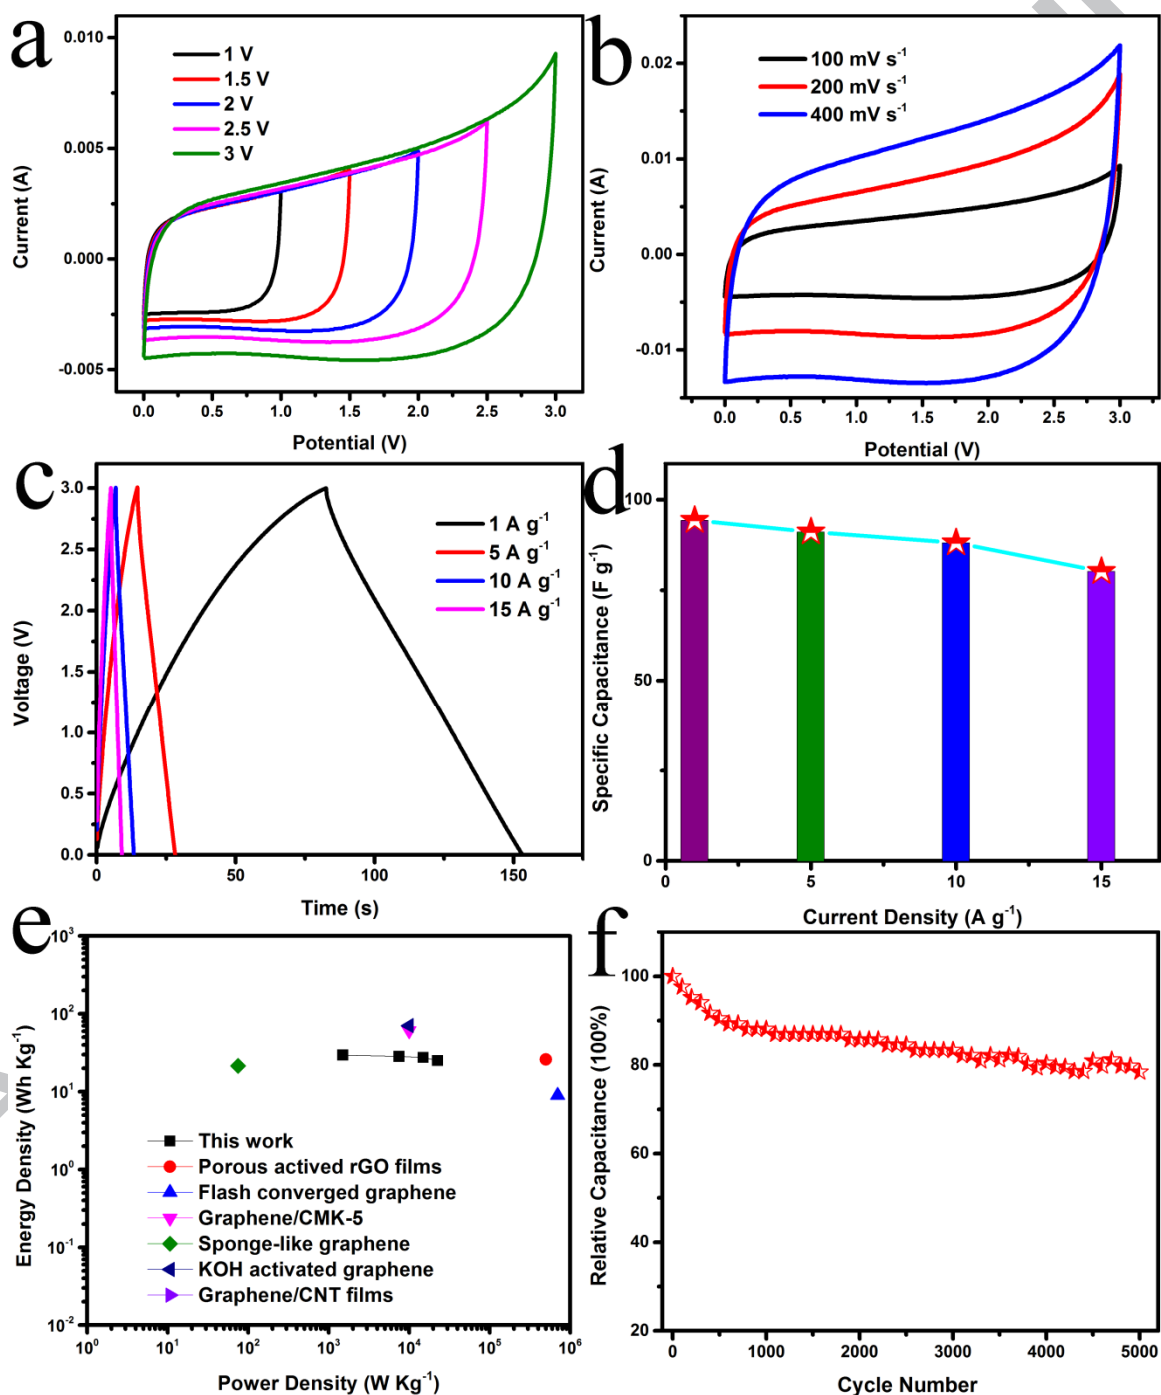 a
0.010
0.005
0.000
-0.005
Current (A)
1 V
1.5 V
2 V
2.5 V
3 V
0.0 0.5 1.0 1.5 2.0 2.5 3.0
Potential (V)
b
0.02
0.01
0.00
-0.01
Current (A)
100 mV s⁻¹
200 mV s⁻¹
400 mV s⁻¹
0.0 0.5 1.0 1.5 2.0 2.5 3.0
Potential (V)
c
3.0
2.5
2.0
1.5
1.0
0.5
0.0
Voltage (V)
1 A g⁻¹
5 A g⁻¹
10 A g⁻¹
15 A g⁻¹
0 50 100 150
Time (s)
d
100
50
0
Specific Capacitance (F g⁻¹)
0 5 10 15
Current Density (A g⁻¹)
e
10³
10²
10¹
10⁰
10⁻¹
10⁻²
Energy Density (Wh Kg⁻¹)
This work
Porous actived rGO films
Flash converged graphene
Graphene/CMK-5
Sponge-like graphene
KOH activated graphene
Graphene/CNT films
10⁰ 10¹ 10² 10³ 10⁴ 10⁵ 10⁶
Power Density (W Kg⁻¹)
f
100
80
60
40
20
Relative Capacitance (100%)
0 1000 2000 3000 4000 5000
Cycle Number